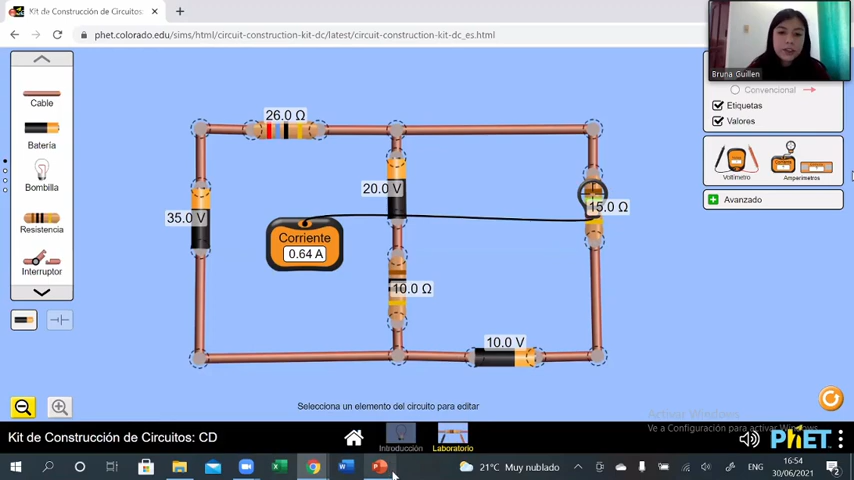 Kit de Construcción de Circuitos:
phet.colorado.edu/sims/html/circuit-construction-kit-dc/latest/circuit-construction-kit-dc_es.html
Bruna Guillen
Cable
Batería
Bombilla
Resistencia
Interruptor
26.0 Ω
20.0 V
35.0 V
15.0 Ω
Corriente
0.64 A
10.0 Ω
10.0 V
Convencional
Etiquetas
Valores
Voltímetro
Amperímetros
Avanzado
Selecciona un elemento del circuito para editar
Activar Windows
Ve a Configuración para activar Windows.
Kit de Construcción de Circuitos: CD
Introducción
Laboratorio
PhET
21°C Muy nublado
ENG
16:54
30/06/2021
2